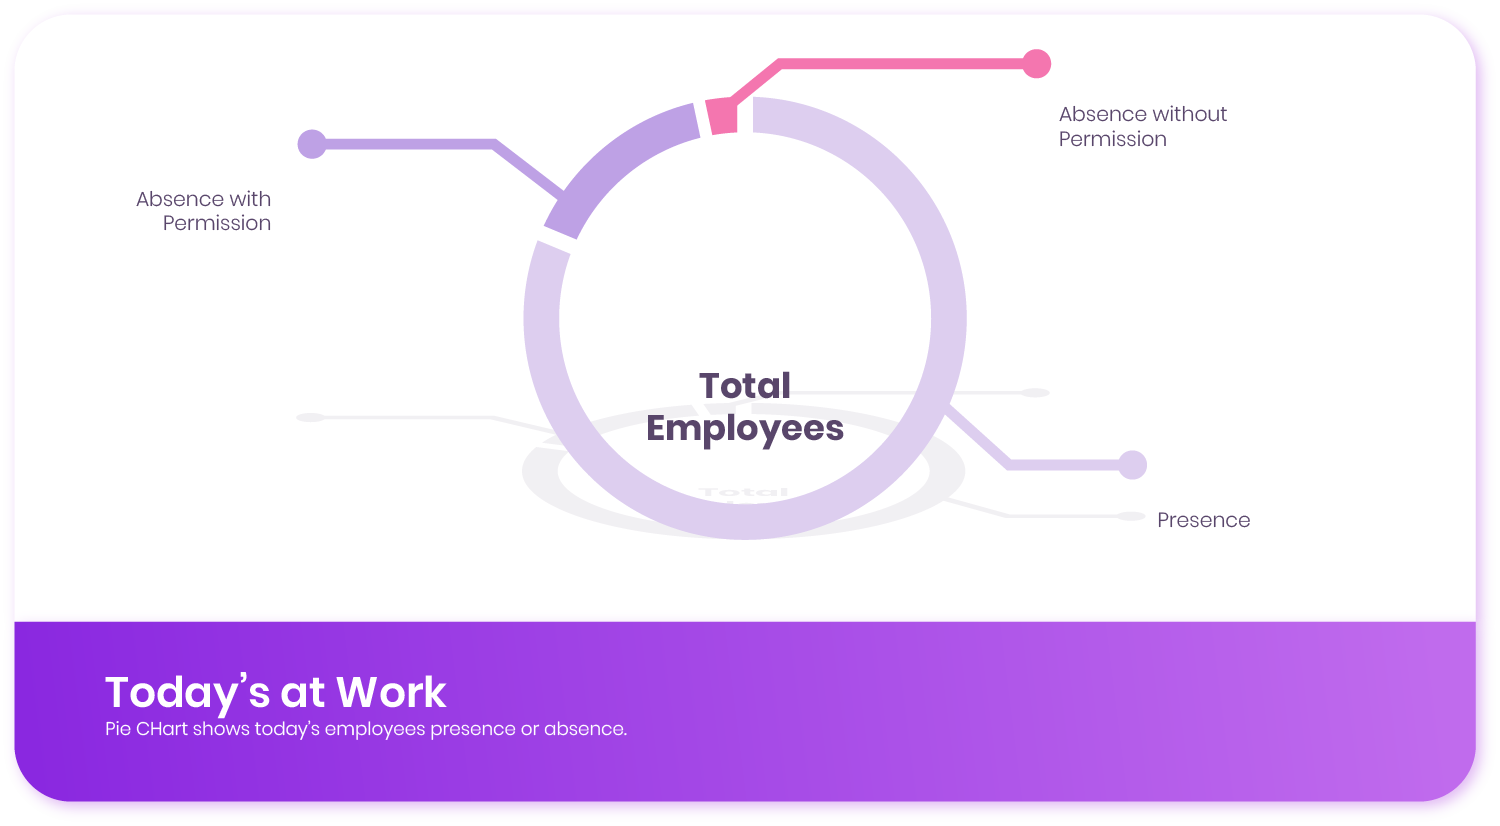 Absence without
Permission
Absence with
Permission
Total
Employees
Total
Presence
Today’s at Work
Pie CHart shows today's employees presence or absence.